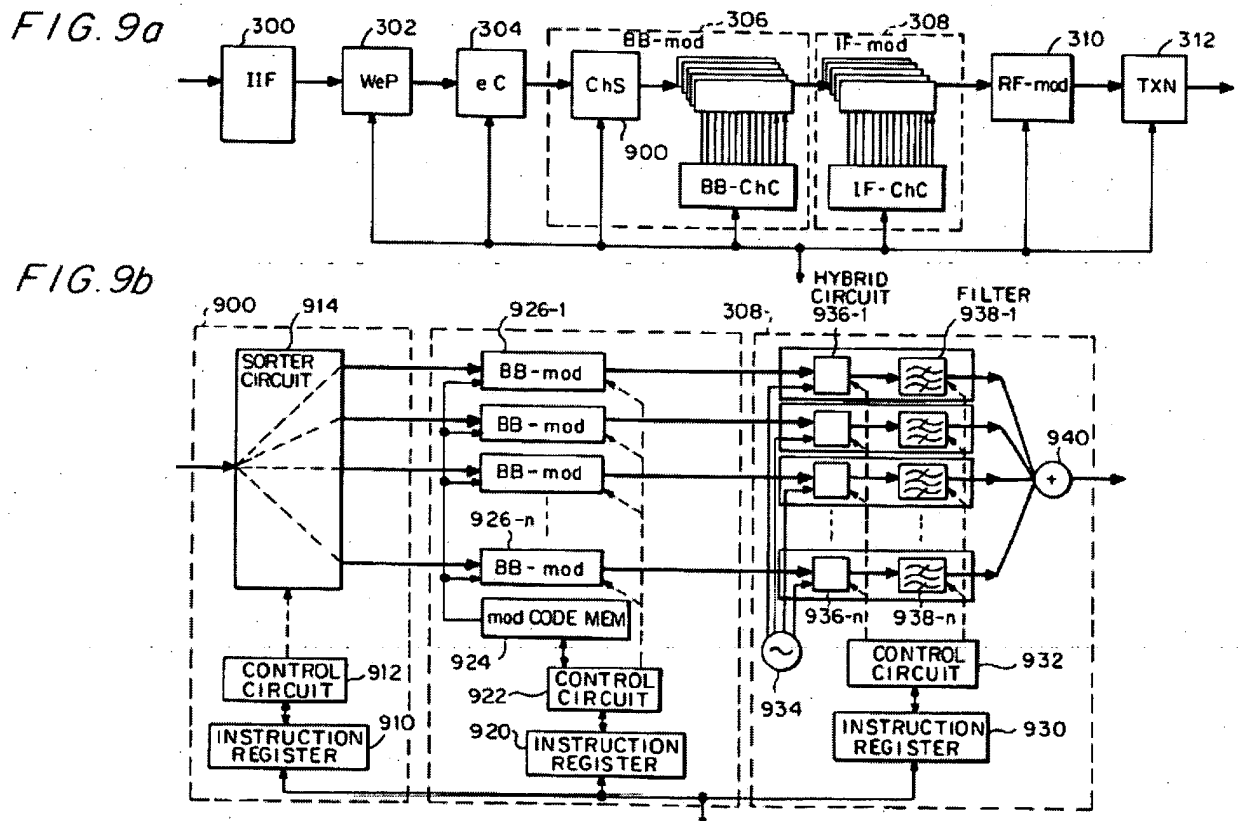 FIG. 9a
300
302
304
306
308
310
312
IIF
WeP
eC
ChS
900
BB-mod
IF-mod
RF-mod
TXN
BB-ChC
IF-ChC
FIG. 9b
900
914
926-1
308
HYBRID
CIRCUIT
936-1
FILTER
938-1
SORTER
CIRCUIT
BB-mod
BB-mod
BB-mod
926-n
BB-mod
940
+
936-n
938-n
mod CODE MEM
924
934
CONTROL
CIRCUIT
912
922
CONTROL
CIRCUIT
CONTROL
CIRCUIT
932
INSTRUCTION
REGISTER
910
920
INSTRUCTION
REGISTER
INSTRUCTION
REGISTER
930